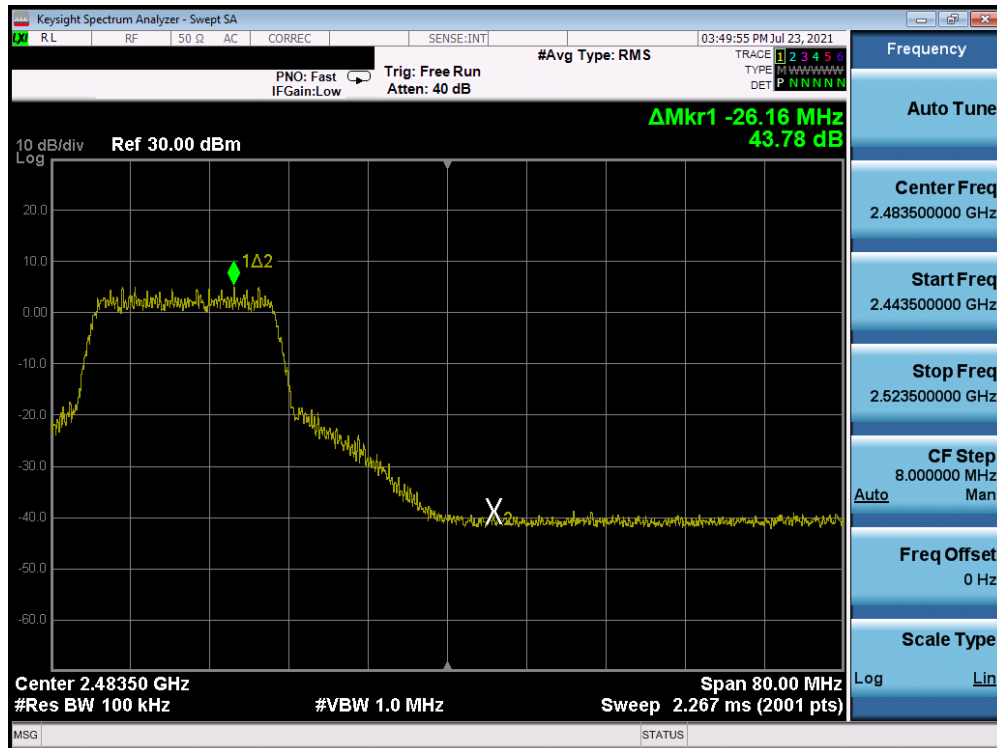 Keysight Spectrum Analyzer - Swept SA
LXI RL RF 50 Ω AC CORREC SENSE:INT 03:49:55 PM Jul 23, 2021
#Avg Type: RMS TRACE 1 2 3 4 5 6
PNO: Fast Trig: Free Run TYPE M WWWWW
IFGain:Low Atten: 40 dB DET P N N N N N
ΔMkr1 -26.16 MHz
10 dB/div Ref 30.00 dBm 43.78 dB
Log
20.0
10.0
1Δ2
0.00
-10.0
-20.0
-30.0
-40.0
X2
-50.0
-60.0
Center 2.48350 GHz Span 80.00 MHz
#Res BW 100 kHz #VBW 1.0 MHz Sweep 2.267 ms (2001 pts)
MSG STATUS
Frequency
Auto Tune
Center Freq
2.483500000 GHz
Start Freq
2.443500000 GHz
Stop Freq
2.523500000 GHz
CF Step
8.000000 MHz
Auto Man
Freq Offset
0 Hz
Scale Type
Log Lin